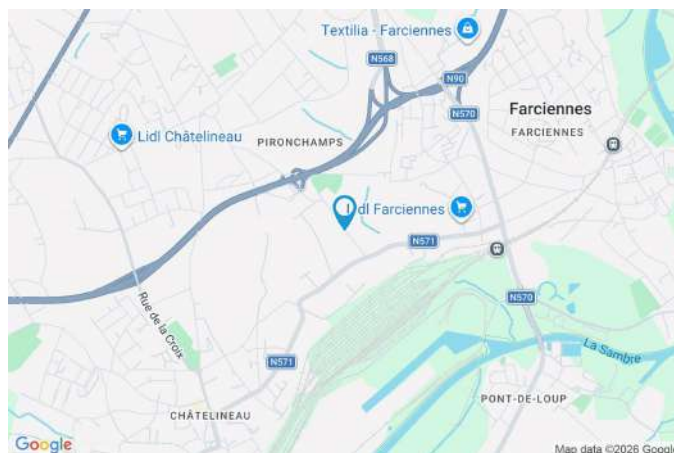 Textilia - Farciennes
N568
N90
N570
Farciennes
FARCIENNES
Lidl Châtelineau
PIRONCHAMPS
dl Farciennes
N571
Rue de la Croix
N570
La Sambre
N571
PONT-DE-LOUP
CHÂTELINEAU
Google
Map data ©2026 Google